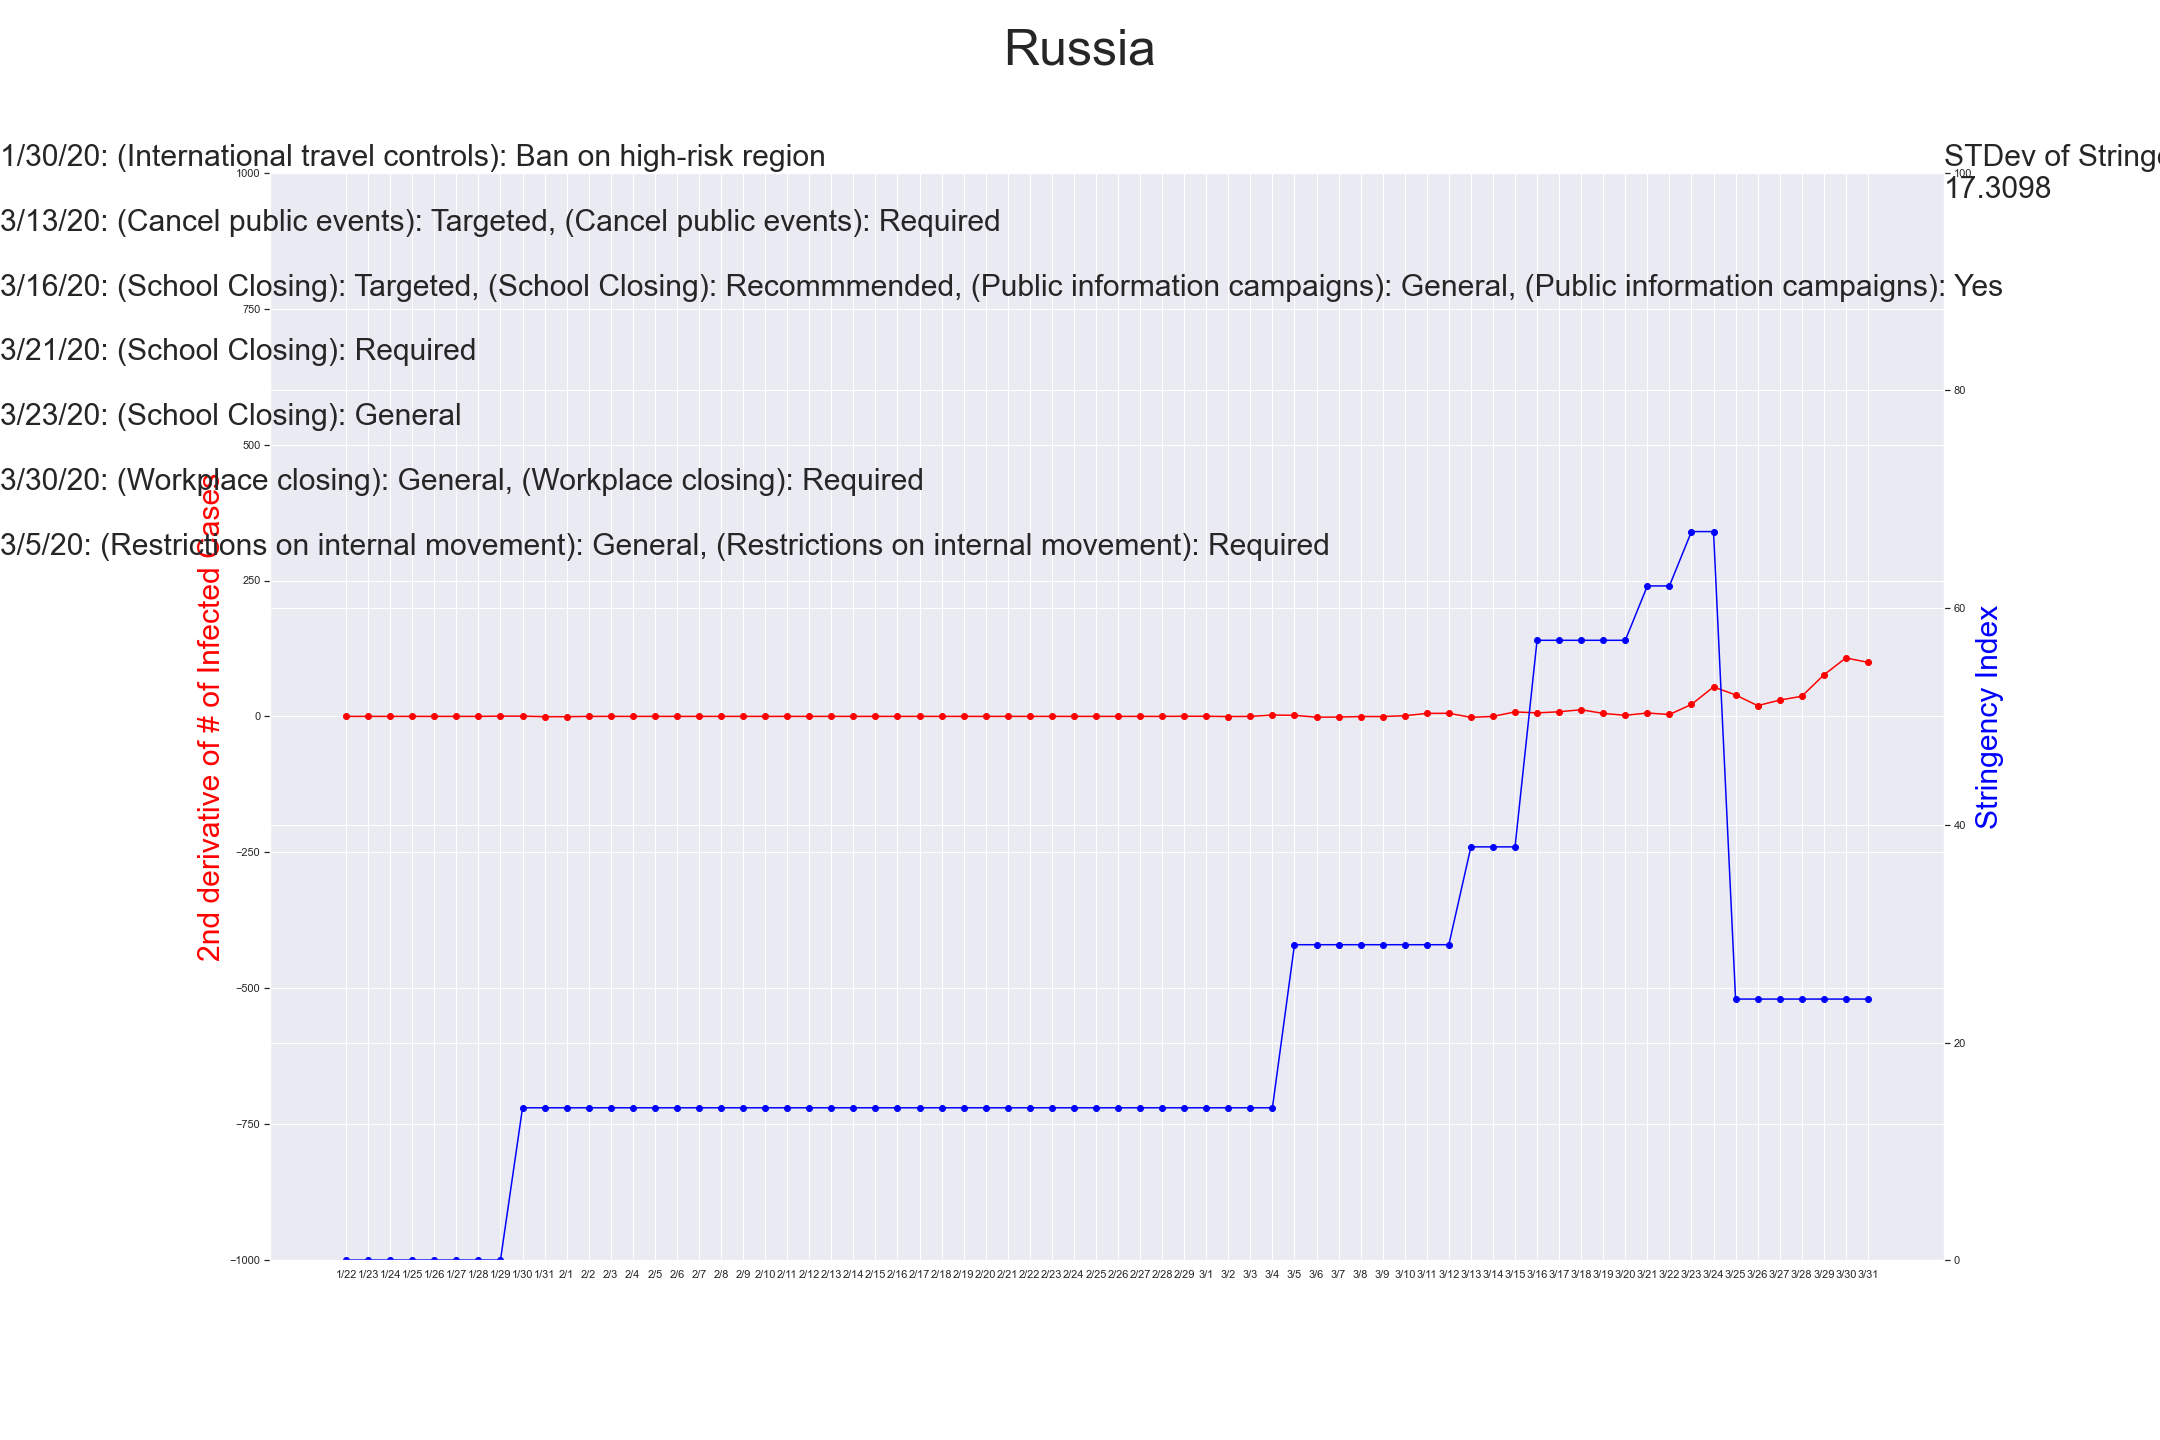 Russia
1/30/20: (International travel controls): Ban on high-risk region
STDev of String
17.3098
3/13/20: (Cancel public events): Targeted, (Cancel public events): Required
3/16/20: (School Closing): Targeted, (School Closing): Recommmended, (Public information campaigns): General, (Public information campaigns): Yes
3/21/20: (School Closing): Required
3/23/20: (School Closing): General
3/30/20: (Workplace closing): General, (Workplace closing): Required
3/5/20: (Restrictions on internal movement): General, (Restrictions on internal movement): Required
2nd derivative of # of Infected Cases
1000
750
500
250
0
−250
−500
−750
−1000
100
80
60
40
20
0
Stringency Index
1/22 1/23 1/24 1/25 1/26 1/27 1/28 1/29 1/30 1/31 2/1 2/2 2/3 2/4 2/5 2/6 2/7 2/8 2/9 2/10 2/11 2/12 2/13 2/14 2/15 2/16 2/17 2/18 2/19 2/20 2/21 2/22 2/23 2/24 2/25 2/26 2/27 2/28 2/29 3/1 3/2 3/3 3/4 3/5 3/6 3/7 3/8 3/9 3/10 3/11 3/12 3/13 3/14 3/15 3/16 3/17 3/18 3/19 3/20 3/21 3/22 3/23 3/24 3/25 3/26 3/27 3/28 3/29 3/30 3/31